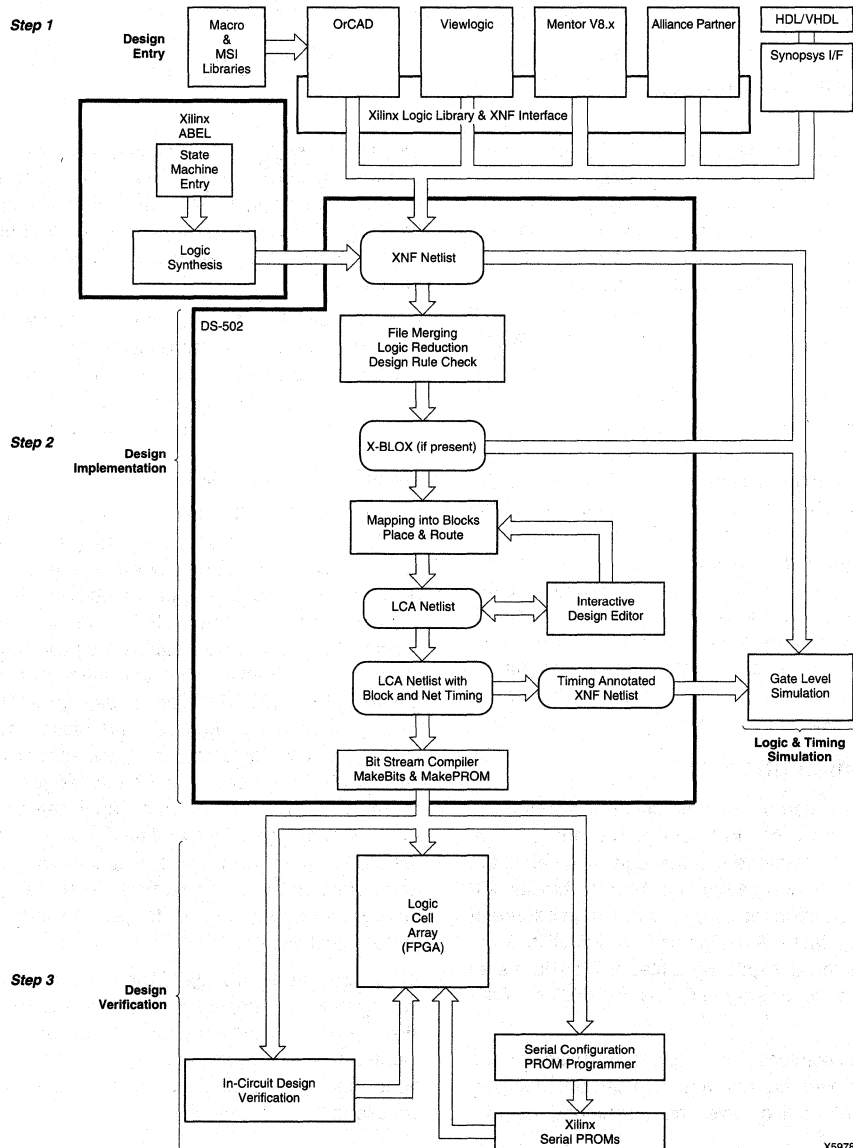 Step 1
Design
Entry
Macro
&
MSI
Libraries
OrCAD
Viewlogic
Mentor V8.x
Alliance Partner
HDL/VHDL
Synopsys I/F
Xilinx Logic Library & XNF Interface
Xilinx
ABEL
State
Machine
Entry
Logic
Synthesis
XNF Netlist
DS-502
File Merging
Logic Reduction
Design Rule Check
Step 2
Design
Implementation
X-BLOX (if present)
Mapping into Blocks
Place & Route
LCA Netlist
Interactive
Design Editor
LCA Netlist with
Block and Net Timing
Timing Annotated
XNF Netlist
Gate Level
Simulation
Logic & Timing
Simulation
Bit Stream Compiler
MakeBits & MakePROM
Logic
Cell
Array
(FPGA)
Step 3
Design
Verification
In-Circuit Design
Verification
Serial Configuration
PROM Programmer
Xilinx
Serial PROMs
X5978